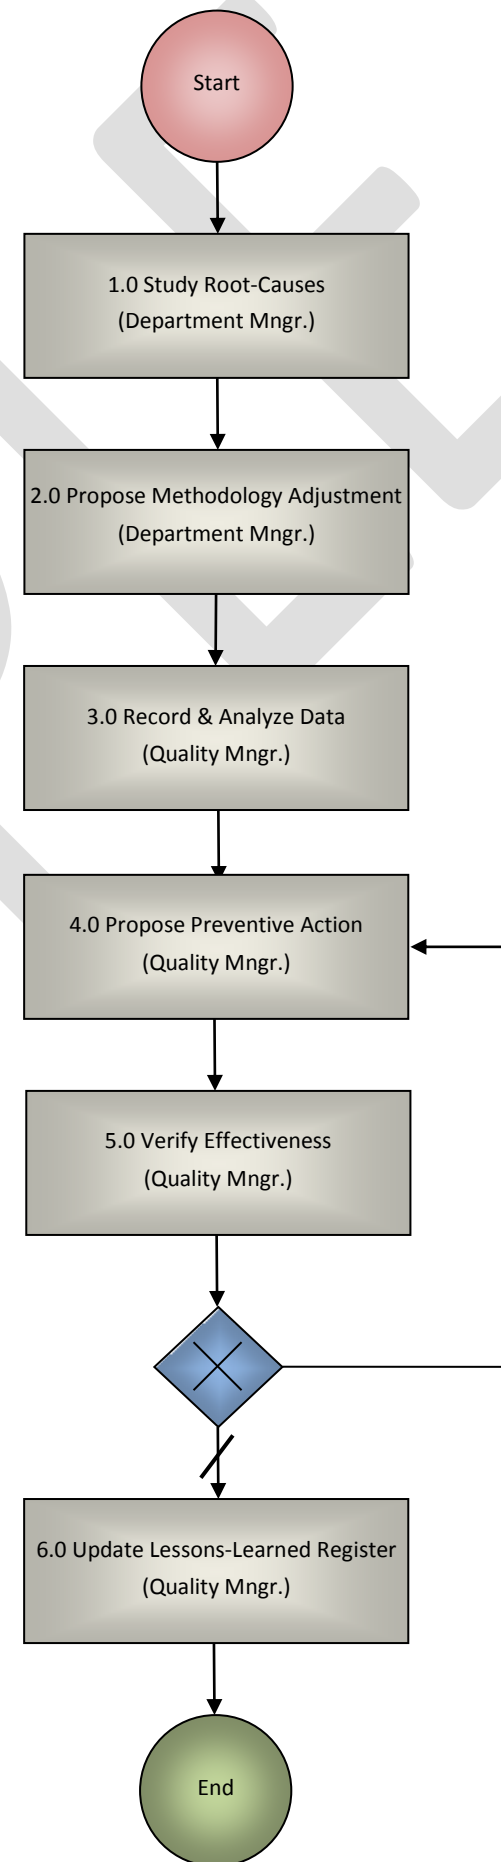 Start
1.0 Study Root-Causes
(Department Mngr.)
2.0 Propose Methodology Adjustment
(Department Mngr.)
3.0 Record & Analyze Data
(Quality Mngr.)
4.0 Propose Preventive Action
(Quality Mngr.)
5.0 Verify Effectiveness
(Quality Mngr.)
6.0 Update Lessons-Learned Register
(Quality Mngr.)
End